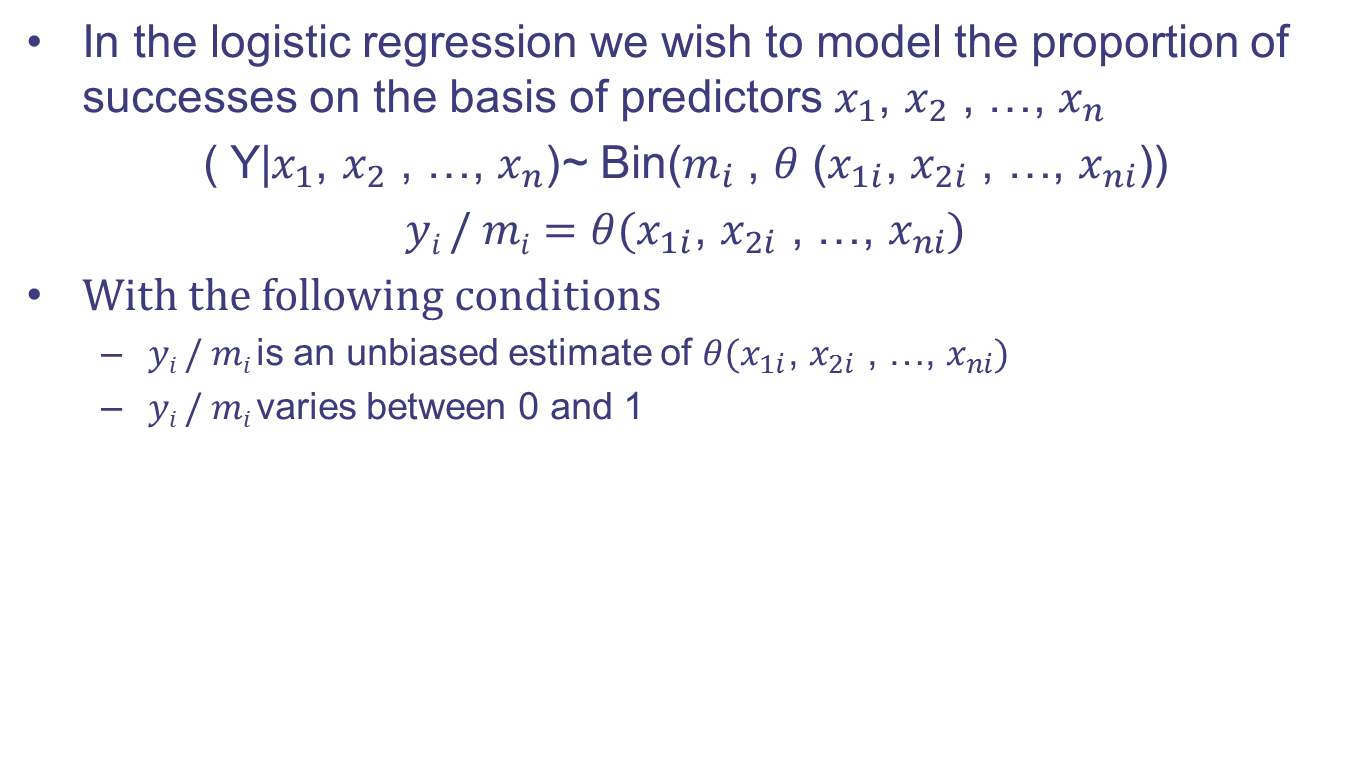 • In the logistic regression we wish to model the proportion of
successes on the basis of predictors 𝑥₁, 𝑥₂ , …, 𝑥ₙ
( Y|𝑥₁, 𝑥₂ , …, 𝑥ₙ)~ Bin(𝑚ᵢ , 𝜃 (𝑥₁ᵢ, 𝑥₂ᵢ , …, 𝑥ₙᵢ))
𝑦ᵢ / 𝑚ᵢ = 𝜃(𝑥₁ᵢ, 𝑥₂ᵢ , …, 𝑥ₙᵢ)
• With the following conditions
– 𝑦ᵢ / 𝑚ᵢ is an unbiased estimate of 𝜃(𝑥₁ᵢ, 𝑥₂ᵢ , …, 𝑥ₙᵢ)
– 𝑦ᵢ / 𝑚ᵢ varies between 0 and 1